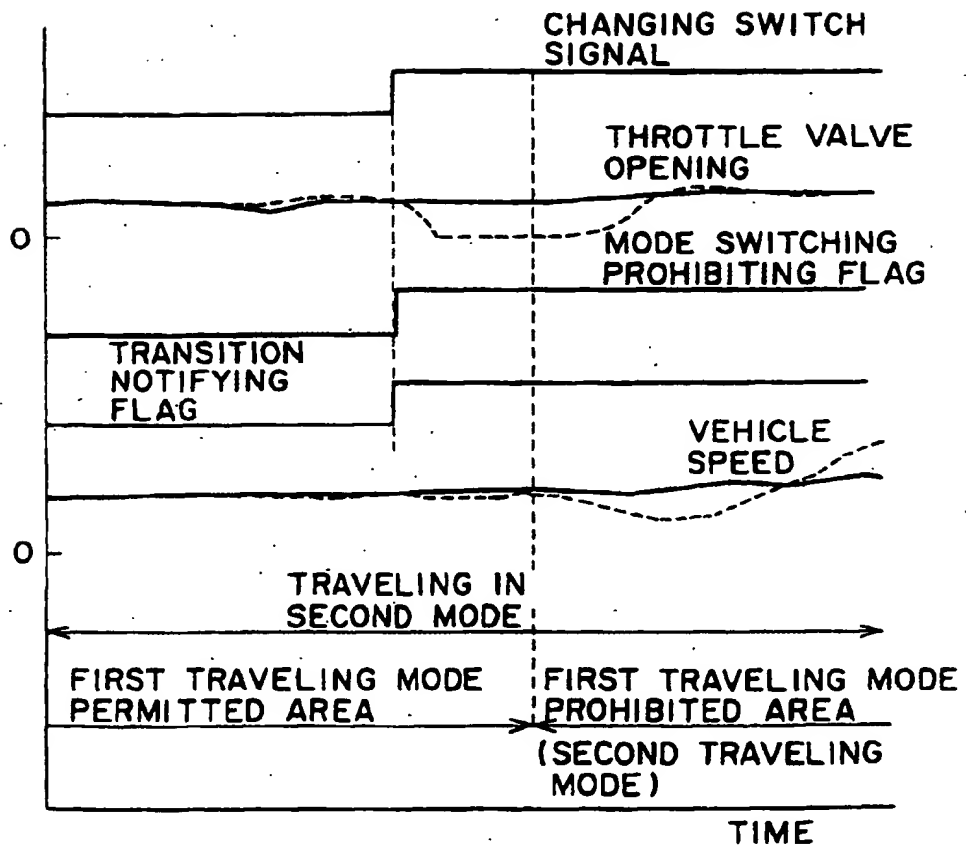 CHANGING SWITCH
SIGNAL
THROTTLE VALVE
OPENING
0
MODE SWITCHING
PROHIBITING FLAG
TRANSITION
NOTIFYING
FLAG
VEHICLE
SPEED
0
TRAVELING IN
SECOND MODE
FIRST TRAVELING MODE
PERMITTED AREA
FIRST TRAVELING MODE
PROHIBITED AREA
(SECOND TRAVELING
MODE)
TIME